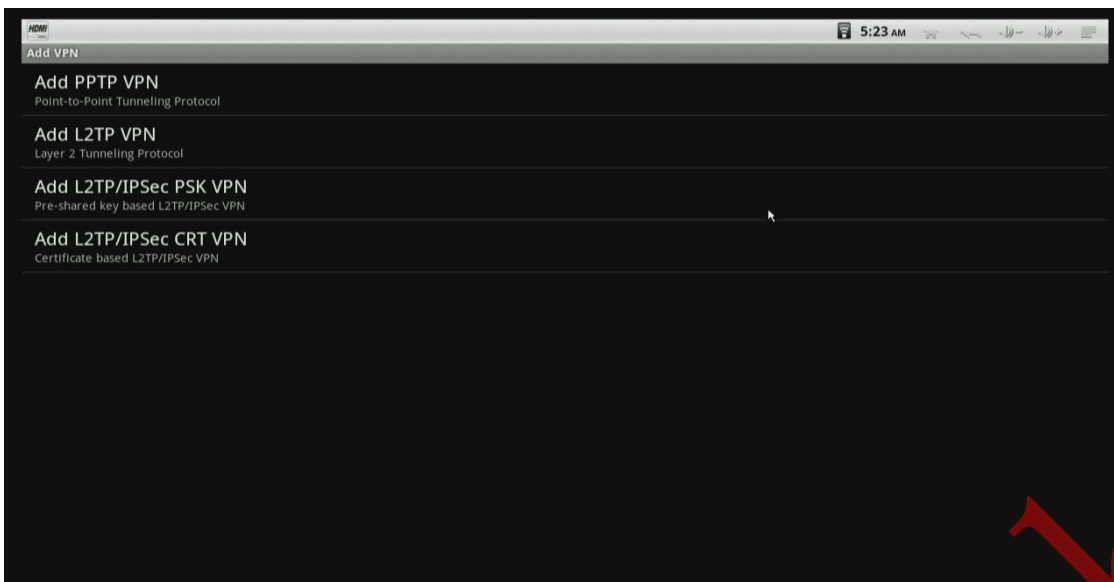 HDMI
5:23 AM
Add VPN
Add PPTP VPN
Point-to-Point Tunneling Protocol
Add L2TP VPN
Layer 2 Tunneling Protocol
Add L2TP/IPSec PSK VPN
Pre-shared key based L2TP/IPSec VPN
Add L2TP/IPSec CRT VPN
Certificate based L2TP/IPSec VPN